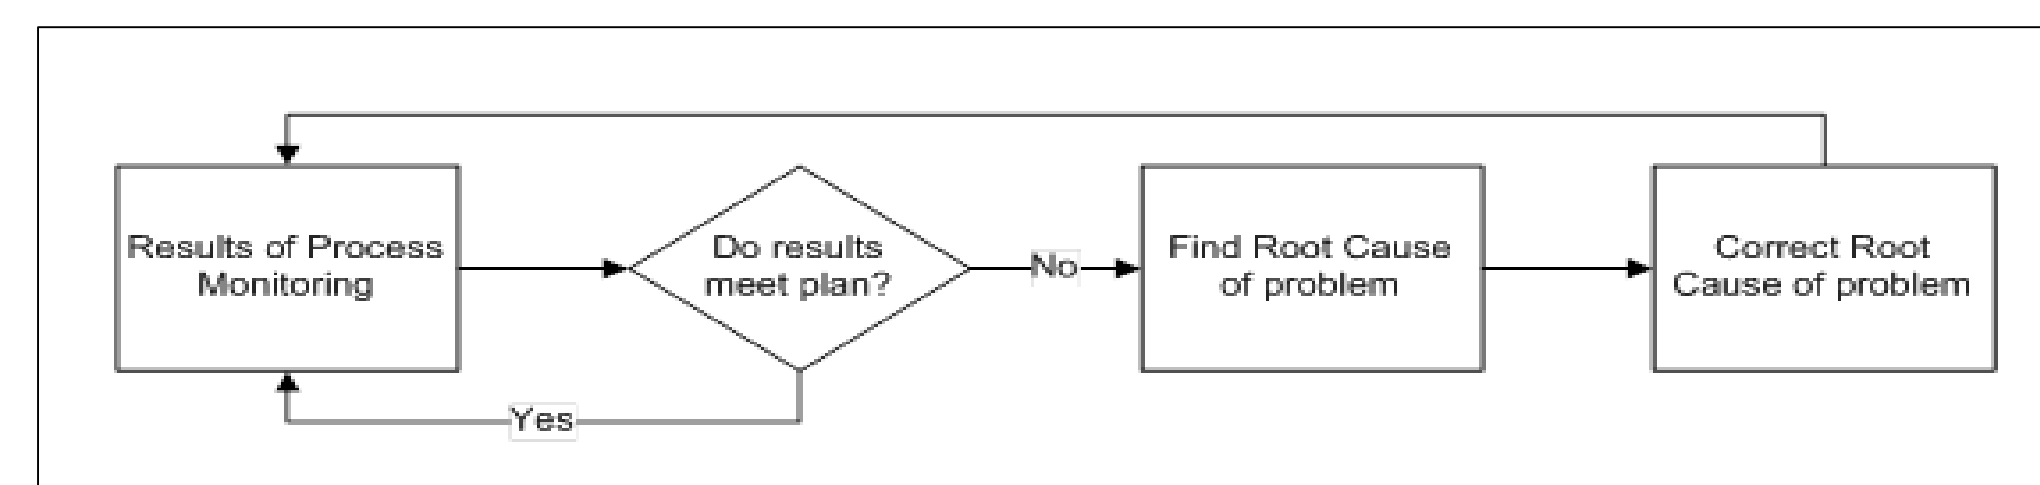 Results of Process
Monitoring
Do results
meet plan?
No
Find Root Cause
of problem
Correct Root
Cause of problem
Yes